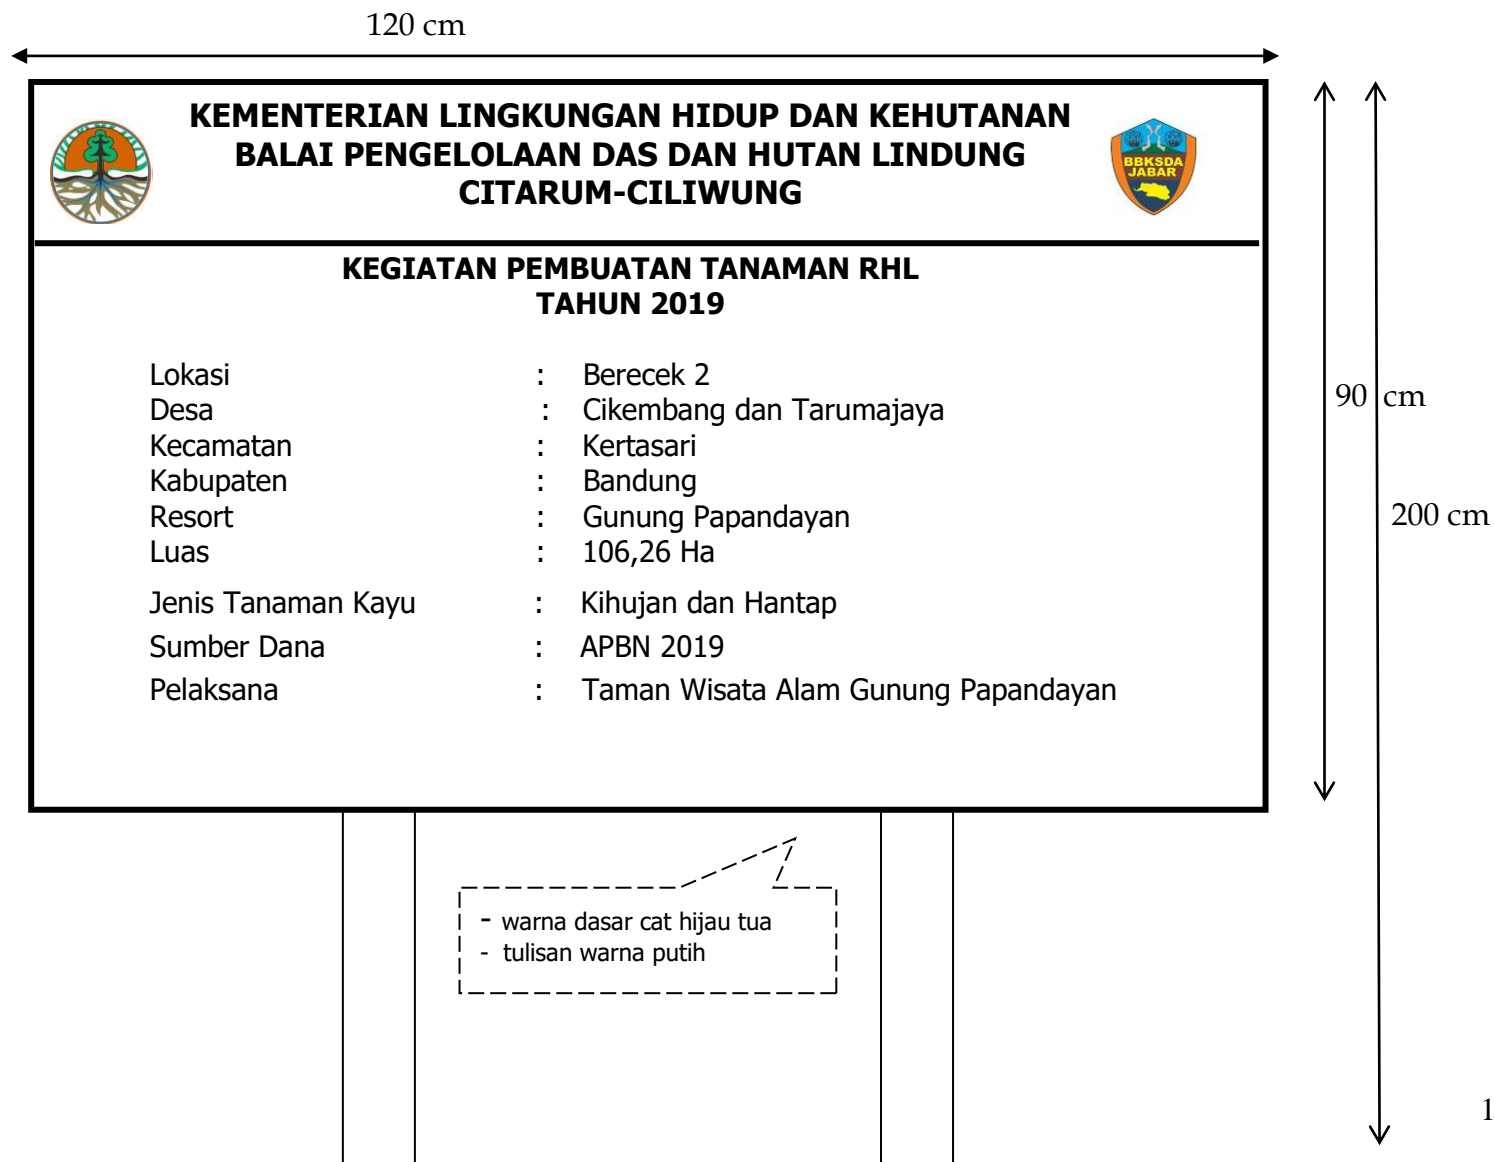 120 cm
KEMENTERIAN LINGKUNGAN HIDUP DAN KEHUTANAN
BALAI PENGELOLAAN DAS DAN HUTAN LINDUNG
CITARUM-CILIWUNG
BBKSDA
JABAR
KEGIATAN PEMBUATAN TANAMAN RHL
TAHUN 2019
Lokasi : Berecek 2
Desa : Cikembang dan Tarumajaya
Kecamatan : Kertasari
Kabupaten : Bandung
Resort : Gunung Papandayan
Luas : 106,26 Ha
Jenis Tanaman Kayu : Kihujan dan Hantap
Sumber Dana : APBN 2019
Pelaksana : Taman Wisata Alam Gunung Papandayan
90 cm
200 cm
- warna dasar cat hijau tua
- tulisan warna putih
1